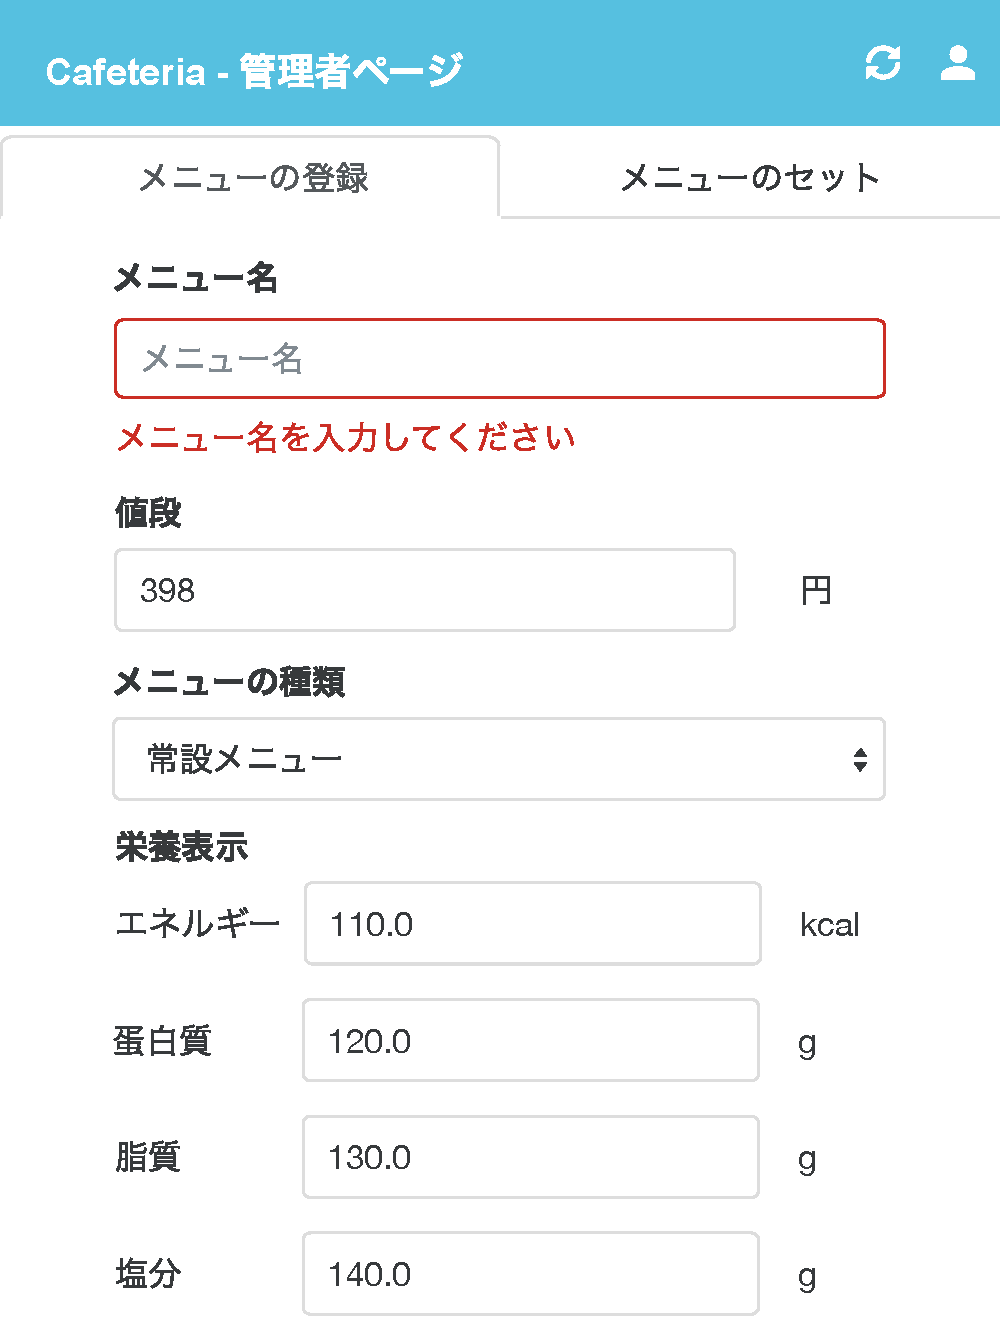 Cafeteria - 管理者ページ
メニューの登録
メニューのセット
メニュー名
メニュー名
メニュー名を入力してください
値段
398 円
メニューの種類
常設メニュー
栄養表示
エネルギー 110.0 kcal
蛋白質 120.0 g
脂質 130.0 g
塩分 140.0 g